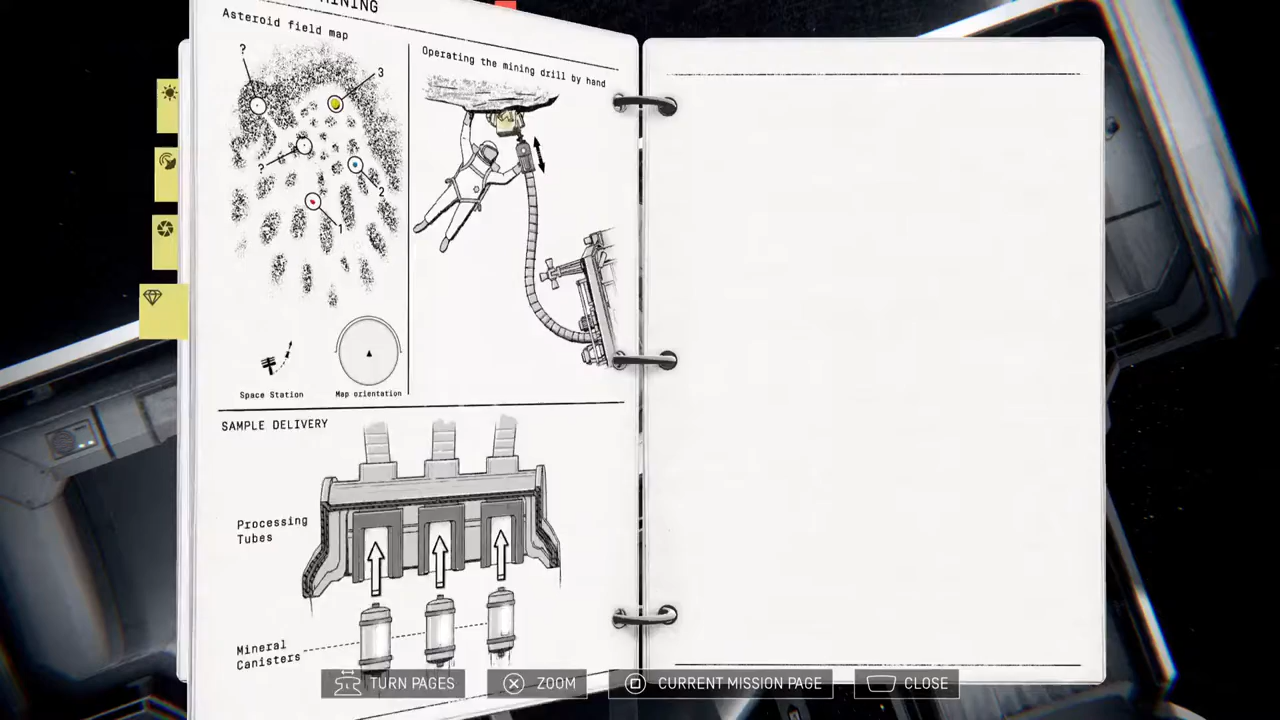 MINING
Asteroid field map
?
3
?
2
1
Space Station
Map orientation
Operating the mining drill by hand
SAMPLE DELIVERY
Processing
Tubes
Mineral
Canisters
TURN PAGES
ZOOM
CURRENT MISSION PAGE
CLOSE